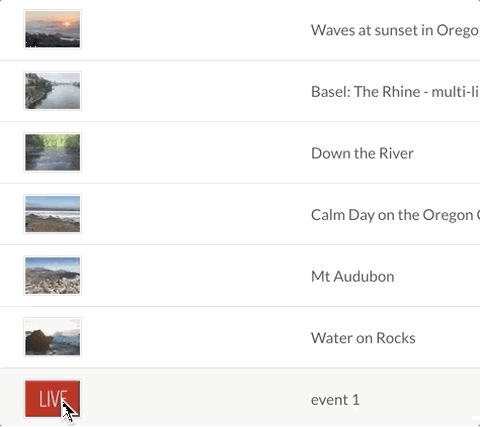 Waves at sunset in Orego
Basel: The Rhine - multi-li
Down the River
Calm Day on the Oregon
Mt Audubon
Water on Rocks
LIVE
event 1